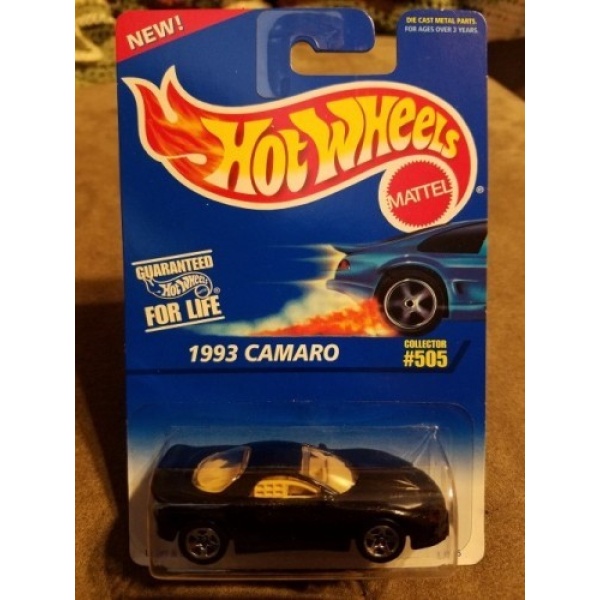 NEW!
DIE CAST METAL PARTS.
FOR AGES OVER 3 YEARS.
HOT WHEELS
®
MATTEL
GUARANTEED
HOT WHEELS ®
FOR LIFE
1993 CAMARO
COLLECTOR
#505